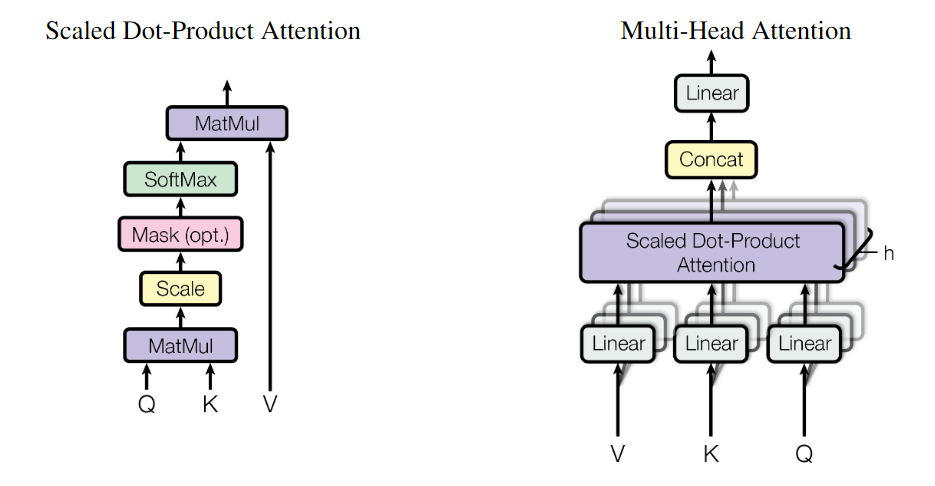 Scaled Dot-Product Attention
MatMul
SoftMax
Mask (opt.)
Scale
MatMul
Q K V
Multi-Head Attention
Linear
Concat
Scaled Dot-Product
Attention
h
Linear Linear Linear
V K Q